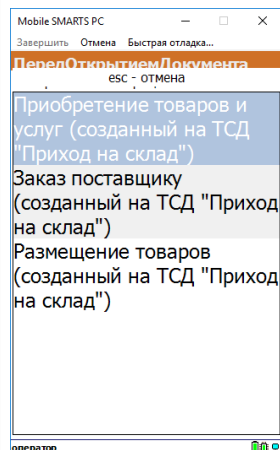 Mobile SMARTS PC
Завершить Отмена Быстрая отладка...
ПередОткрытиемДокумента
esc - отмена
Приобретение товаров и
услуг (созданный на ТСД
"Приход на склад")
Заказ поставщику
(созданный на ТСД "Приход
на склад")
Размещение товаров
(созданный на ТСД "Приход
на склад")
оператор